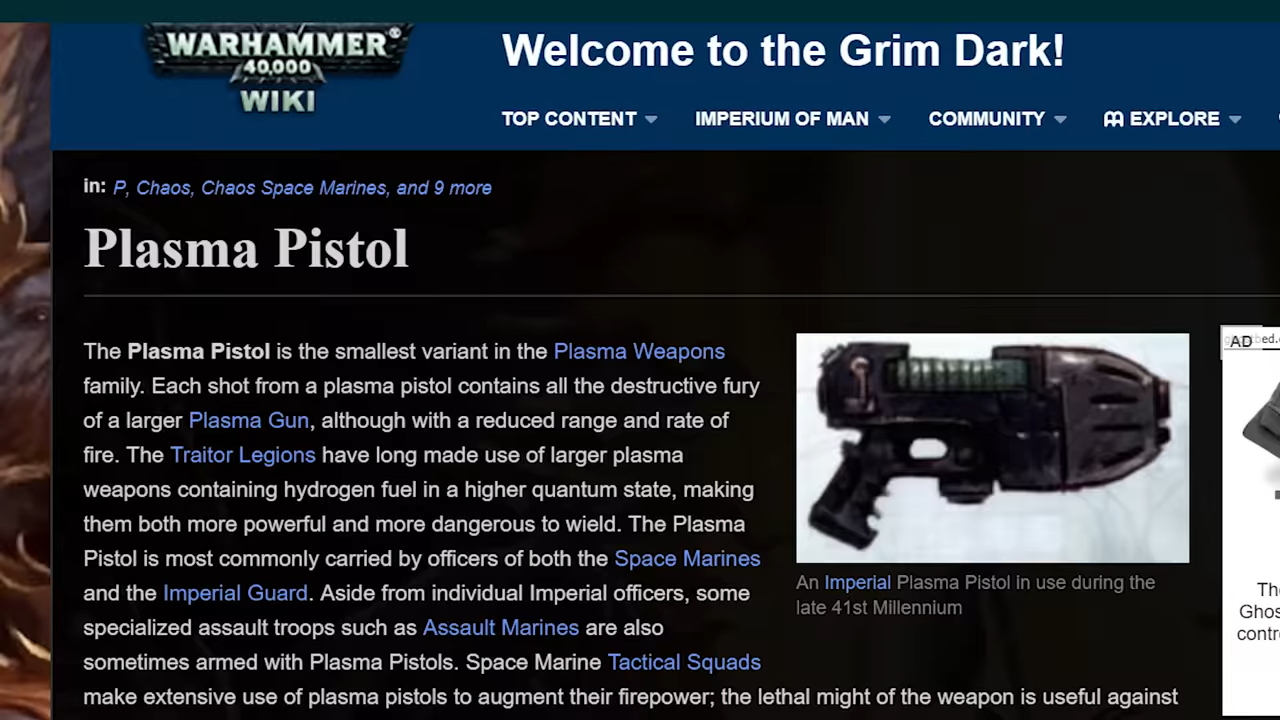 WARHAMMER®
40,000
WIKI
Welcome to the Grim Dark!
TOP CONTENT
IMPERIUM OF MAN
COMMUNITY
EXPLORE
in: P, Chaos, Chaos Space Marines, and 9 more
Plasma Pistol
The Plasma Pistol is the smallest variant in the Plasma Weapons
family. Each shot from a plasma pistol contains all the destructive fury
of a larger Plasma Gun, although with a reduced range and rate of
fire. The Traitor Legions have long made use of larger plasma
weapons containing hydrogen fuel in a higher quantum state, making
them both more powerful and more dangerous to wield. The Plasma
Pistol is most commonly carried by officers of both the Space Marines
and the Imperial Guard. Aside from individual Imperial officers, some
specialized assault troops such as Assault Marines are also
sometimes armed with Plasma Pistols. Space Marine Tactical Squads
make extensive use of plasma pistols to augment their firepower; the lethal might of the weapon is useful against
An Imperial Plasma Pistol in use during the
late 41st Millennium
AD